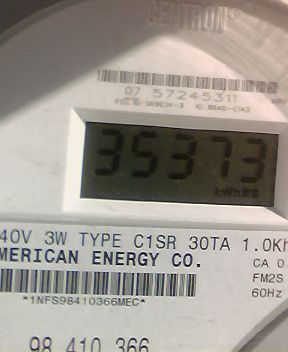 CENTRON®
07 57245311
35373
kWh
40V 3W TYPE C1SR 30TA 1.0Kh
MERICAN ENERGY CO.
CA 0.
FM2S
60Hz
*1NFS98410366MEC*
98 410 366